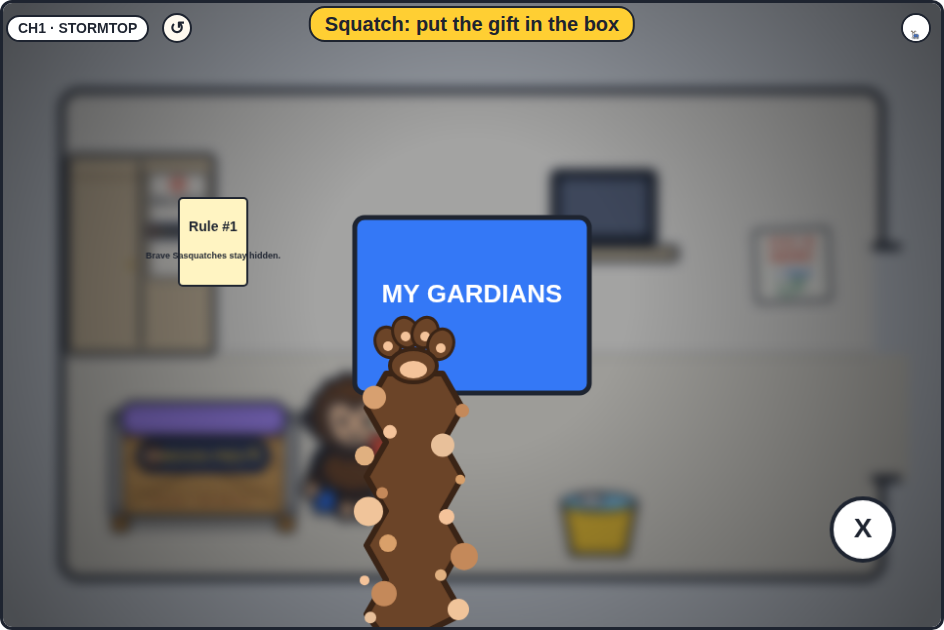 CH1 · STORMTOP
↺
Squatch: put the gift in the box
Rule #1
Brave Sasquatches stay hidden.
MY GARDIANS
X